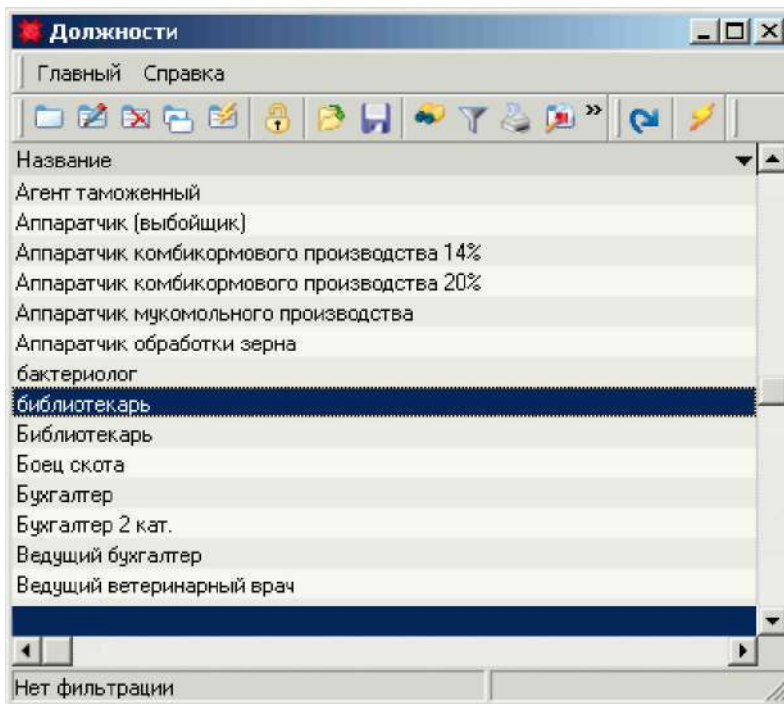 Должности
Главный Справка
Название
Агент таможенный
Аппаратчик (выбойщик)
Аппаратчик комбикормового производства 14%
Аппаратчик комбикормового производства 20%
Аппаратчик мукомольного производства
Аппаратчик обработки зерна
бактериолог
библиотекарь
Библиотекарь
Боец скота
Бухгалтер
Бухгалтер 2 кат.
Ведущий бухгалтер
Ведущий ветеринарный врач
Нет фильтрации